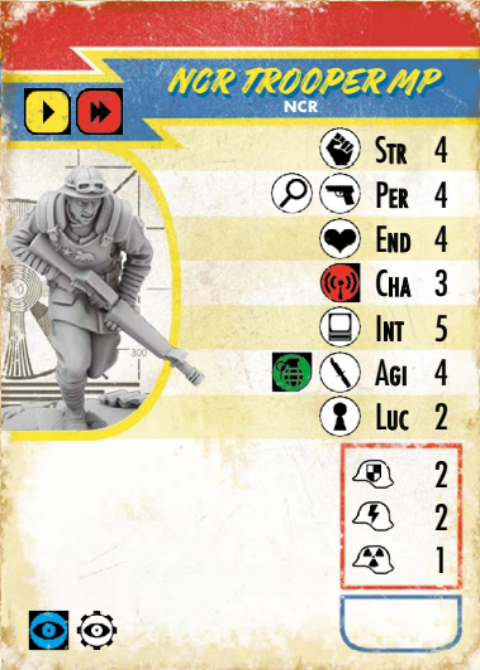 NCR TROOPER MP
NCR
STR 4
PER 4
END 4
CHA 3
INT 5
AGI 4
LUC 2
2
2
1
300